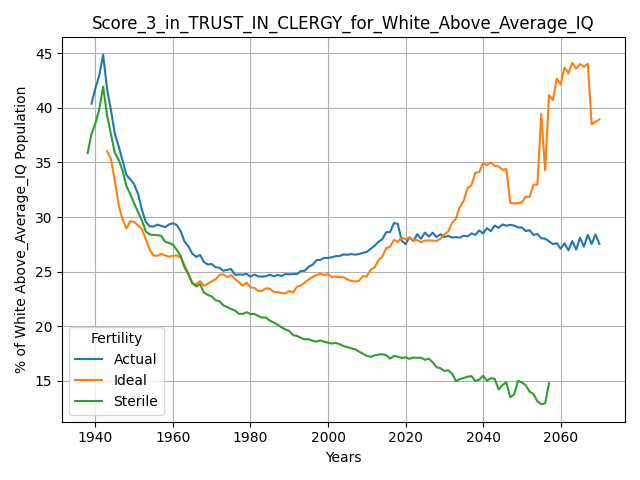 Score_3_in_TRUST_IN_CLERGY_for_White_Above_Average_IQ
% of White Above_Average_IQ Population
45
40
35
30
25
20
15
Fertility
Actual
Ideal
Sterile
1940 1960 1980 2000 2020 2040 2060
Years